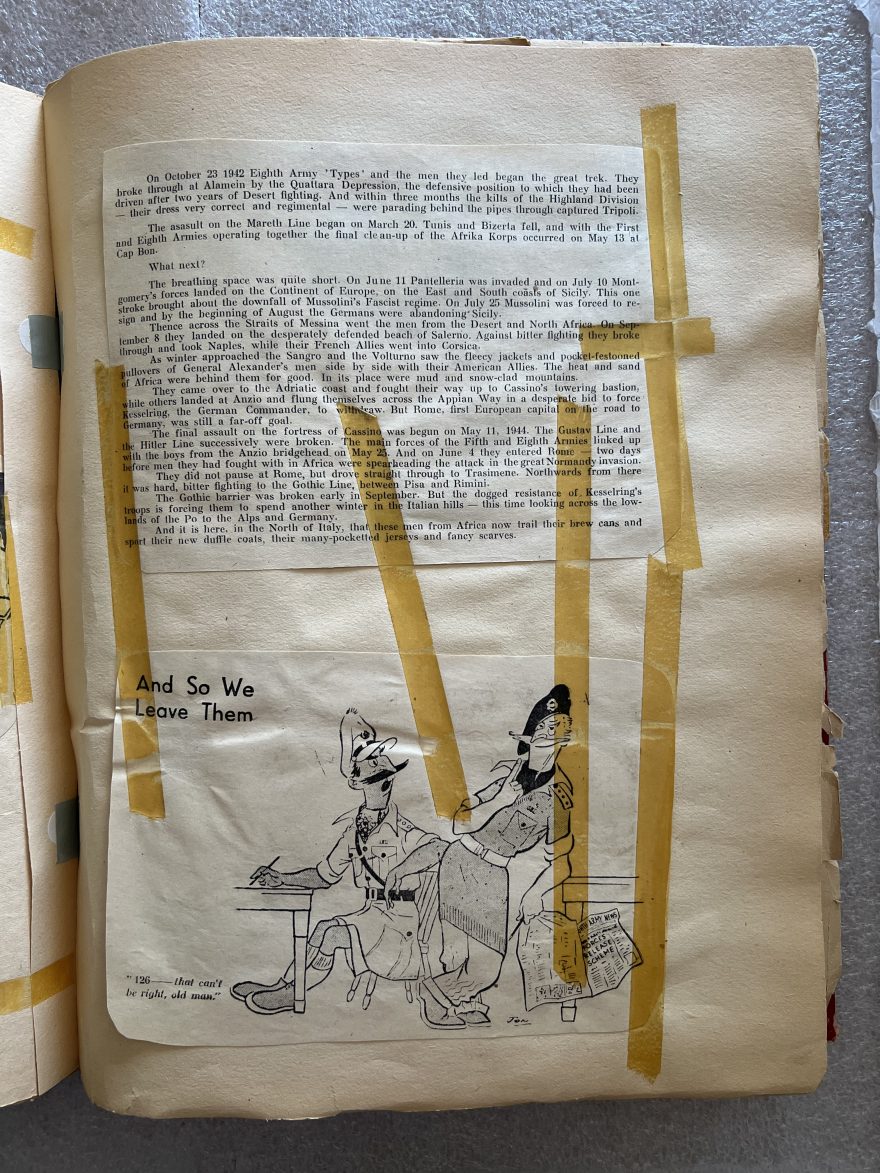 On October 23 1942 Eighth Army 'Types' and the men they led began the great trek. They
broke through at Alamein by the Quattara Depression, the defensive position to which they had been
driven after two years of Desert fighting. And within three months the kilts of the Highland Division
— their dress very correct and regimental — were parading behind the pipes through captured Tripoli.
The asasult on the Mareth Line began on March 20. Tunis and Bizerta fell, and with the First
and Eighth Armies operating together the final clean-up of the Afrika Korps occurred on May 13 at
Cap Bon.
What next?
The breathing space was quite short. On June 11 Pantelleria was invaded and on July 10 Mont-
gomery's forces landed on the Continent of Europe, on the East and South coasts of Sicily. This one
stroke brought about the downfall of Mussolini's Fascist regime. On July 25 Mussolini was forced to re-
sign and by the beginning of August the Germans were abandoning Sicily.
Thence across the Straits of Messina went the men from the Desert and North Africa. On Sep-
tember 8 they landed on the desperately defended beach of Salerno. Against bitter fighting they broke
through and took Naples, while their French Allies went into Corsica.
As winter approached the Sangro and the Volturno saw the fleecy jackets and pocket-festooned
pullovers of General Alexander's men side by side with their American Allies. The heat and sand
of Africa were behind them for good. In its place were mud and snow-clad mountains.
They came over to the Adriatic coast and fought their way up to Cassino's towering bastion,
while others landed at Anzio and flung themselves across the Appian Way in a desperate bid to force
Kesselring, the German Commander, to withdraw. But Rome, first European capital on the road to
Germany, was still a far-off goal.
The final assault on the fortress of Cassino was begun on May 11, 1944. The Gustav Line and
the Hitler Line successively were broken. The main forces of the Fifth and Eighth Armies linked up
with the boys from the Anzio bridgehead on May 25. And on June 4 they entered Rome — two days
before men they had fought with in Africa were spearheading the attack in the great Normandy invasion.
They did not pause at Rome, but drove straight through to Trasimene. Northwards from there
it was hard, bitter fighting to the Gothic Line, between Pisa and Rimini.
The Gothic barrier was broken early in September. But the dogged resistance of Kesselring's
troops is forcing them to spend another winter in the Italian hills — this time looking across the low-
lands of the Po to the Alps and Germany.
And it is here, in the North of Italy, that these men from Africa now trail their brew cans and
sport their new duffle coats, their many-pocketted jerseys and fancy scarves.
And So We
Leave Them
ARMY NEWS
FORCES
RELEASE
SCHEME
"126—that can't
be right, old man."
Jon